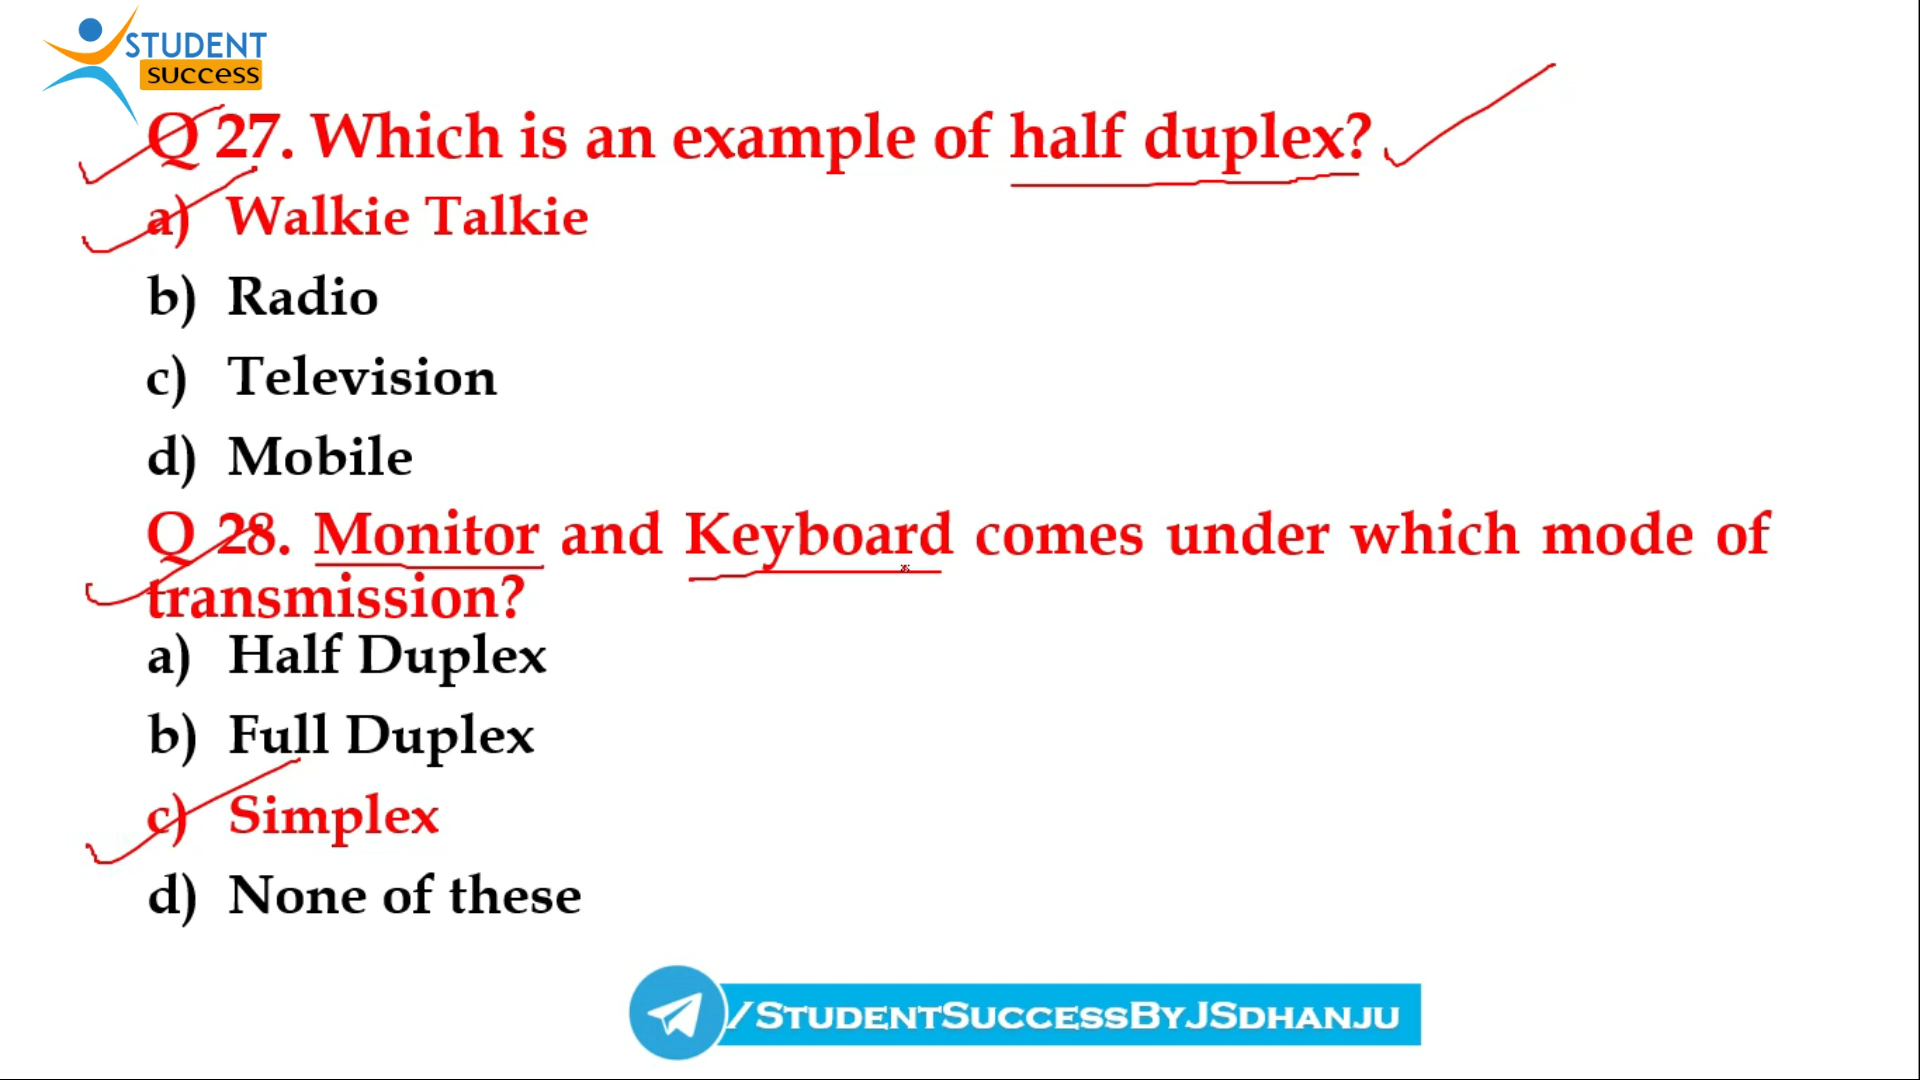 STUDENT
success
Q 27. Which is an example of half duplex?
a) Walkie Talkie
b) Radio
c) Television
d) Mobile
Q 28. Monitor and Keyboard comes under which mode of
transmission?
a) Half Duplex
b) Full Duplex
c) Simplex
d) None of these
/STUDENTSUCCESSBYJSDHANJU